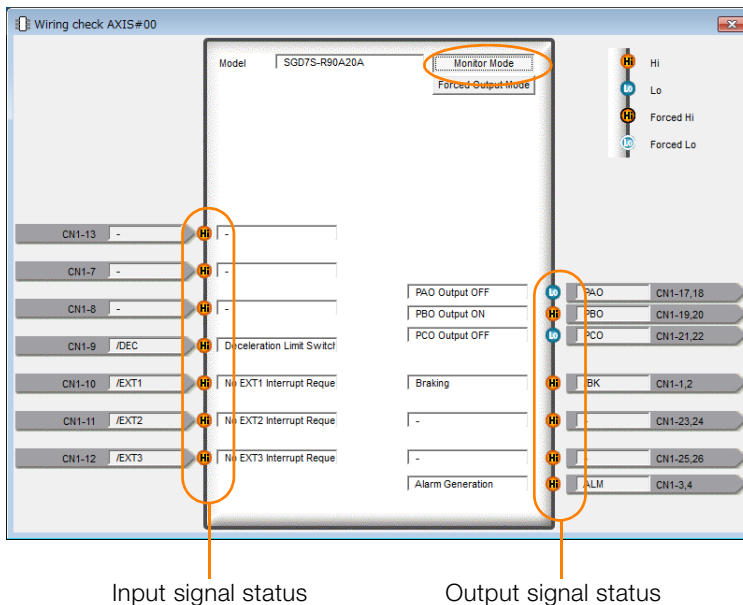 Wiring check AXIS#00
Model SGD7S-R90A20A Monitor Mode
Forced Output Mode
Hi Hi
Lo Lo
Hi Forced Hi
Lo Forced Lo
CN1-13 - Hi -
CN1-7 - Hi -
CN1-8 - Hi -
CN1-9 /DEC Hi Deceleration Limit Switch
CN1-10 /EXT1 Hi No EXT1 Interrupt Reque
CN1-11 /EXT2 Hi No EXT2 Interrupt Reque
CN1-12 /EXT3 Hi No EXT3 Interrupt Reque
PAO Output OFF Lo PAO CN1-17,18
PBO Output ON Hi PBO CN1-19,20
PCO Output OFF Lo PCO CN1-21,22
Braking Hi /BK CN1-1,2
- Hi - CN1-23,24
- Hi - CN1-25,26
Alarm Generation Hi ALM CN1-3,4
Input signal status
Output signal status